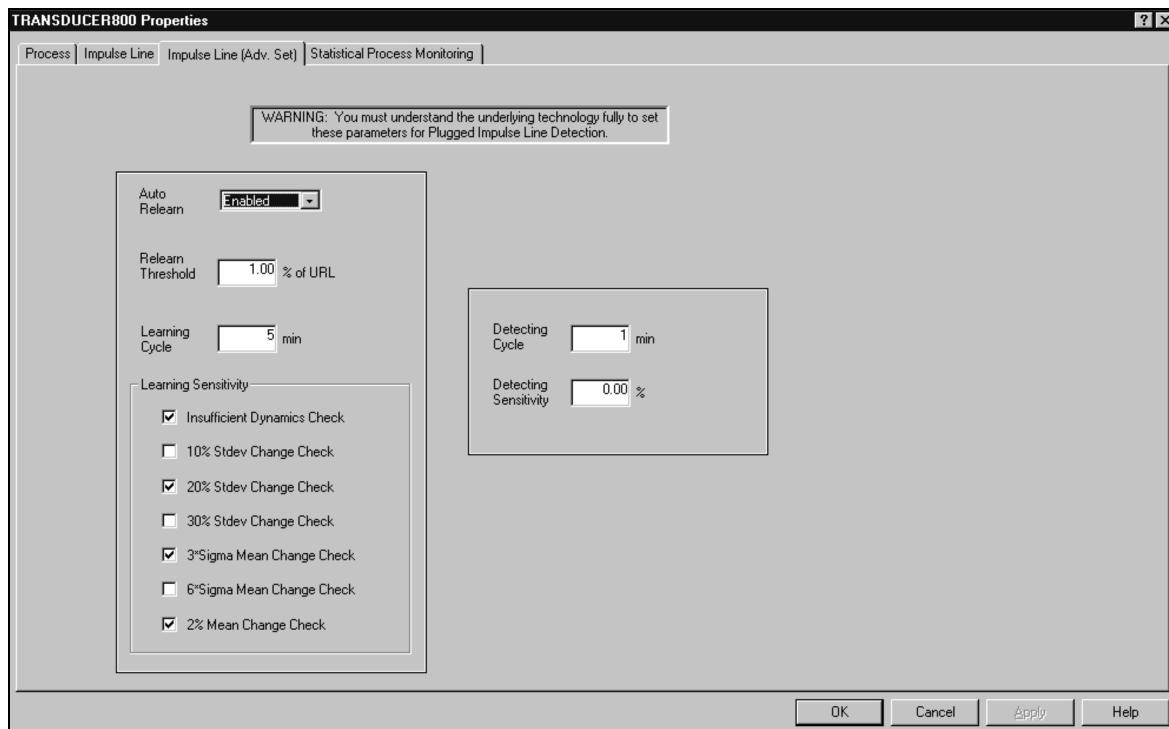 TRANSDUCER800 Properties
Process
Impulse Line
Impulse Line (Adv. Set)
Statistical Process Monitoring
WARNING: You must understand the underlying technology fully to set
these parameters for Plugged Impulse Line Detection.
Auto
Relearn
Enabled
Relearn
Threshold
1.00 % of URL
Learning
Cycle
5 min
Learning Sensitivity
Insufficient Dynamics Check
10% Stdev Change Check
20% Stdev Change Check
30% Stdev Change Check
3*Sigma Mean Change Check
6*Sigma Mean Change Check
2% Mean Change Check
Detecting
Cycle
1 min
Detecting
Sensitivity
0.00 %
OK
Cancel
Apply
Help